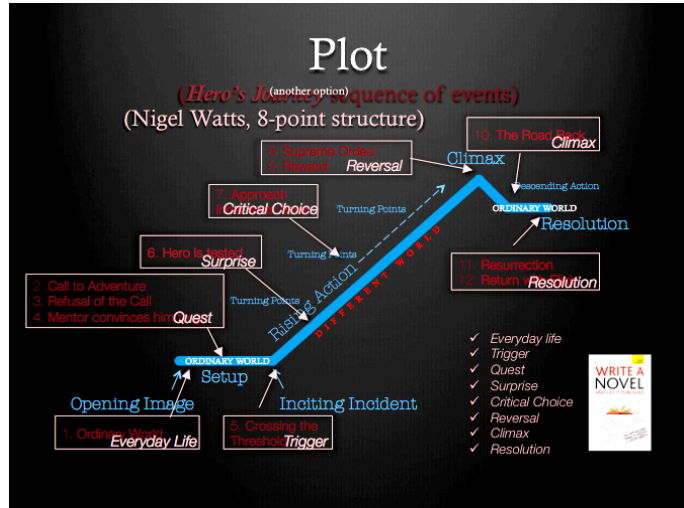 Plot
(Hero's Journey sequence of events)
(another option)
(Nigel Watts, 8-point structure)
10. The Road Back
Climax
8. Supreme Ordeal
9. Reward
Reversal
Climax
Descending Action
7. Approach
Critical Choice
Turning Points
ORDINARY WORLD
Resolution
6. Hero Is tested
Surprise
Turning Points
11. Resurrection
12. Return with
Resolution
2. Call to Adventure
3. Refusal of the Call
4. Mentor convinces him
Quest
Turning Points
Rising Action
DIFFERENT WORLD
ORDINARY WORLD
Setup
Opening Image
Inciting Incident
1. Ordinary World
Everyday Life
5. Crossing the
Threshold
Trigger
✓ Everyday life
✓ Trigger
✓ Quest
✓ Surprise
✓ Critical Choice
✓ Reversal
✓ Climax
✓ Resolution
WRITE A
NOVEL
AND GET IT PUBLISHED